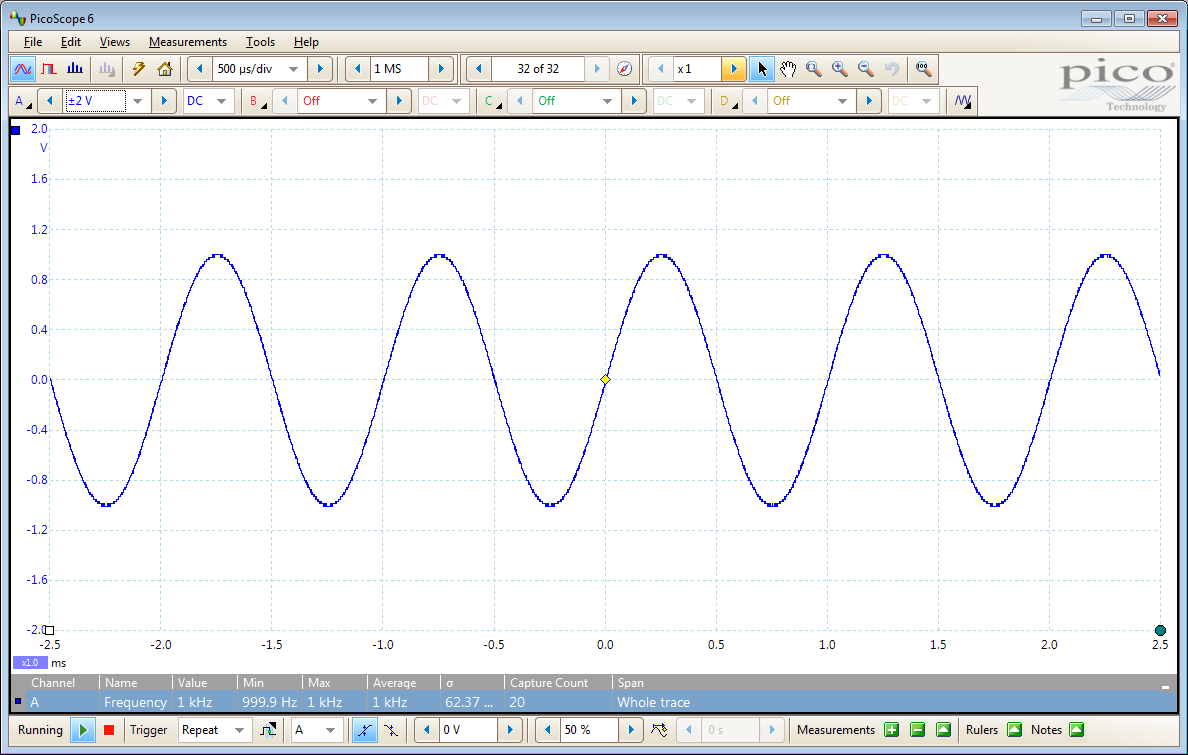 PicoScope 6
File Edit Views Measurements Tools Help
500 µs/div 1 MS 32 of 32 x1
pico
Technology
A ±2 V DC B Off DC C Off DC D Off DC
2.0
V
1.6
1.2
0.8
0.4
0.0
-0.4
-0.8
-1.2
-1.6
-2.0
-2.5 -2.0 -1.5 -1.0 -0.5 0.0 0.5 1.0 1.5 2.0 2.5
x1.0 ms
Channel Name Value Min Max Average σ Capture Count Span
A Frequency 1 kHz 999.9 Hz 1 kHz 1 kHz 62.37 ... 20 Whole trace
Running Trigger Repeat A 0 V 50 % 0 s Measurements Rulers Notes